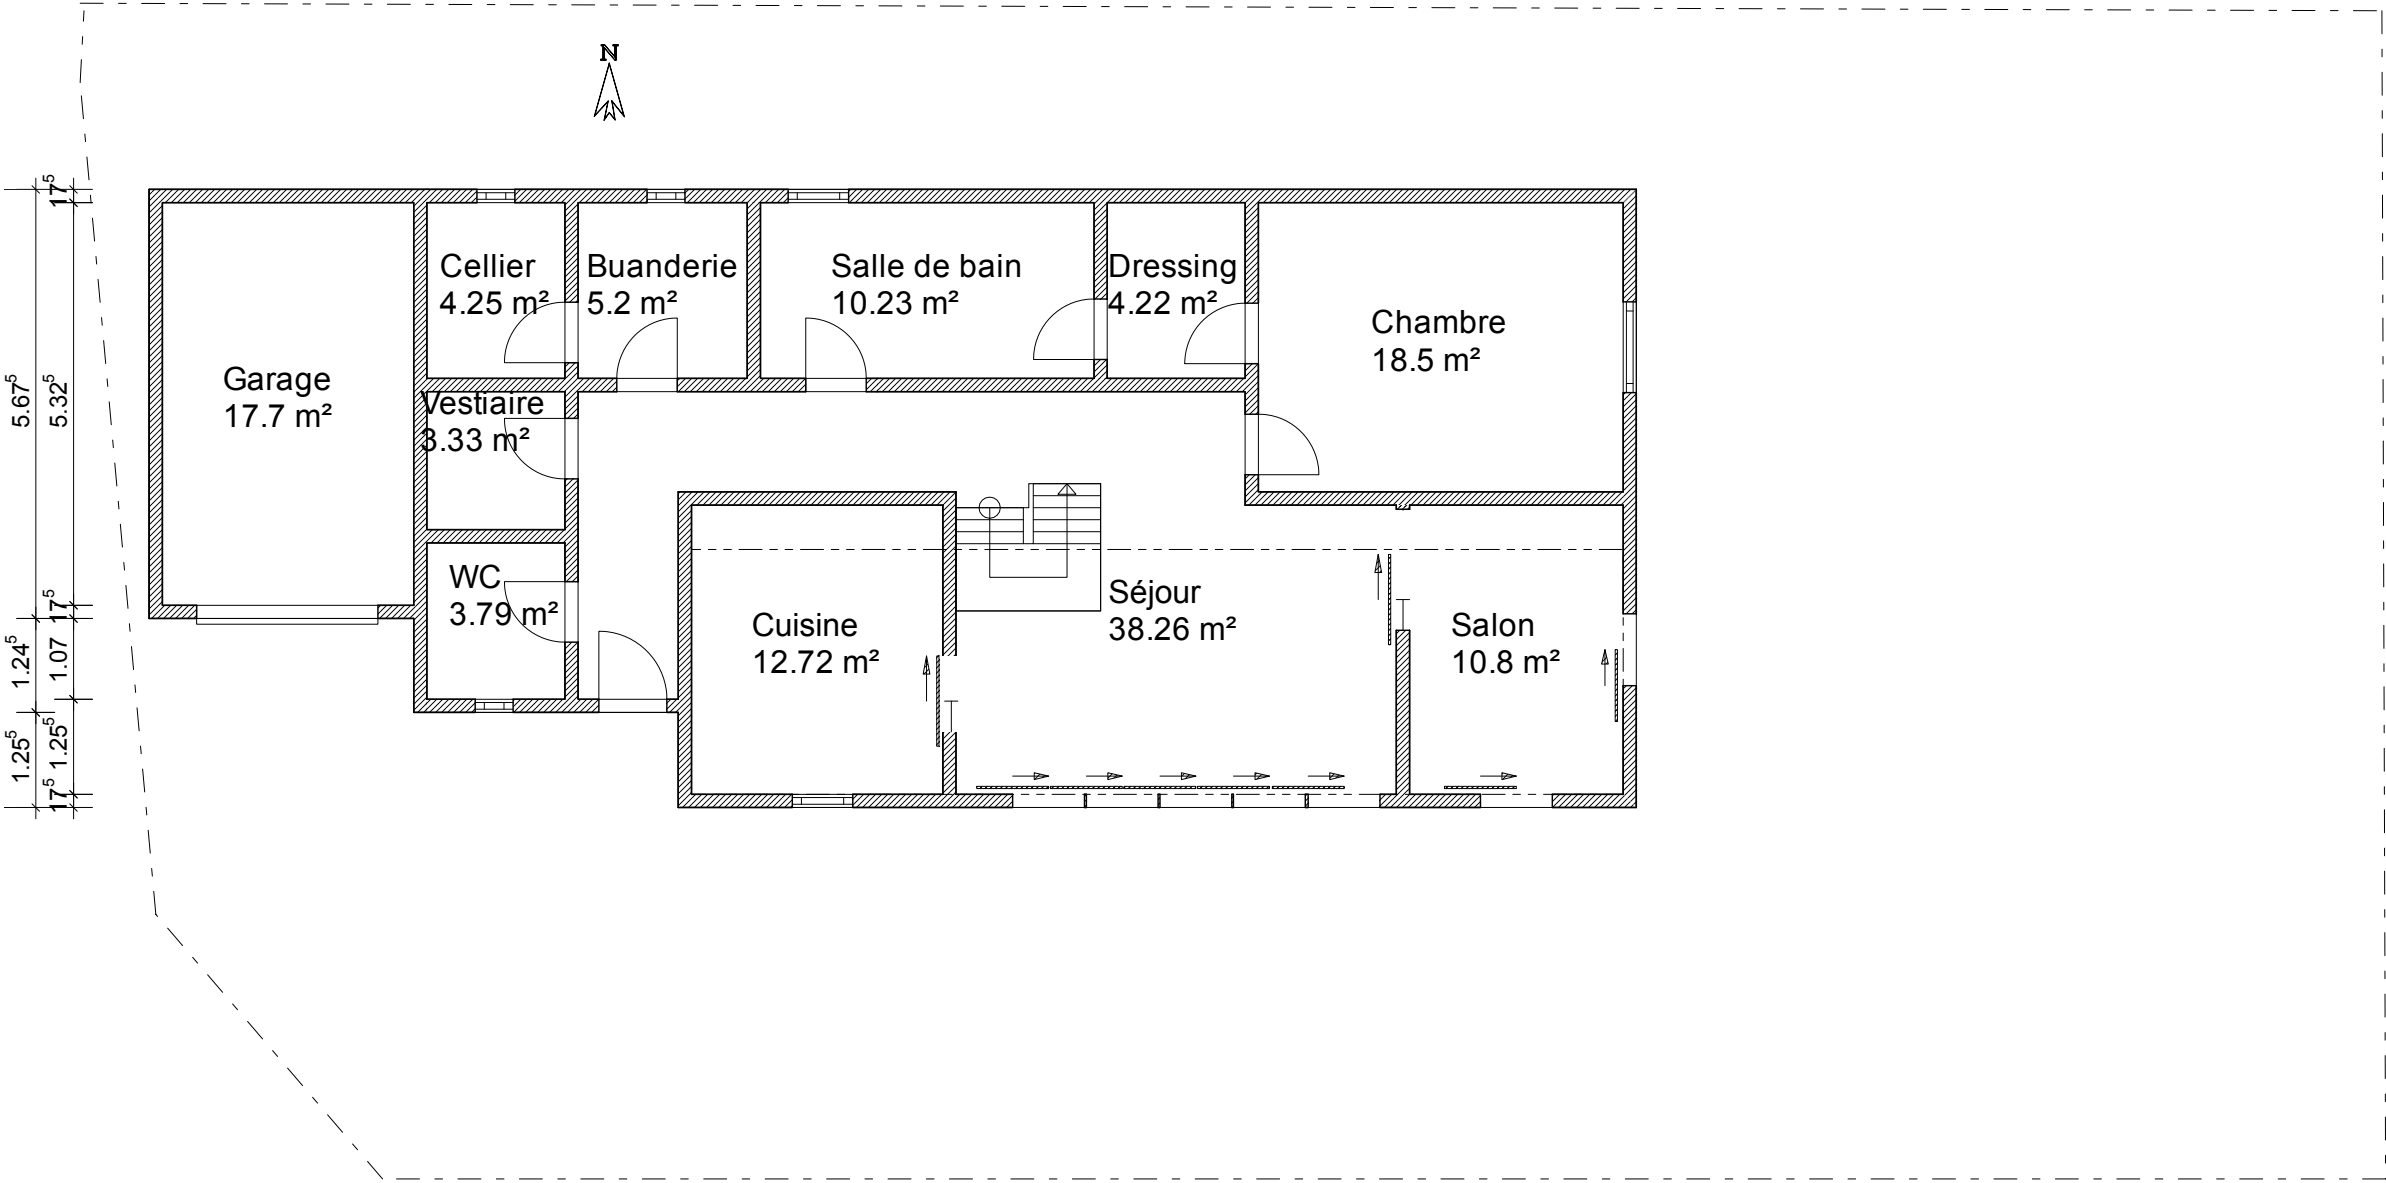 N
Cellier
4.25 m²
Buanderie
5.2 m²
Salle de bain
10.23 m²
Dressing
4.22 m²
Chambre
18.5 m²
Garage
17.7 m²
Vestiaire
3.33 m²
WC
3.79 m²
Cuisine
12.72 m²
Séjour
38.26 m²
Salon
10.8 m²
17⁵
5.67⁵
5.32⁵
17⁵
1.24⁵
1.07
1.25⁵
1.25⁵
17⁵